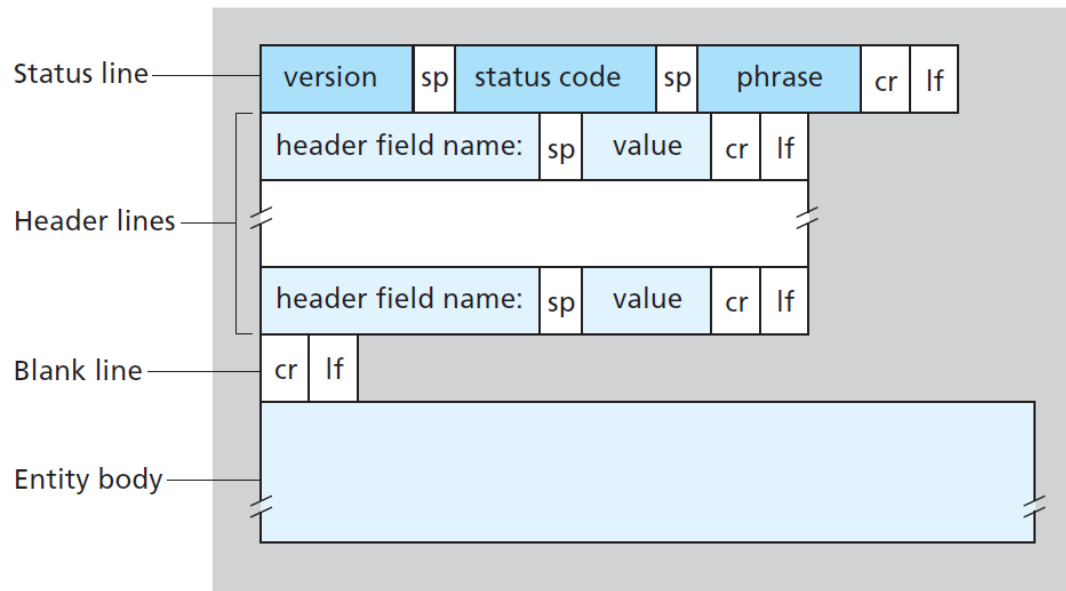 Status line version sp status code sp phrase cr lf
header field name: sp value cr lf
Header lines
header field name: sp value cr lf
Blank line cr lf
Entity body